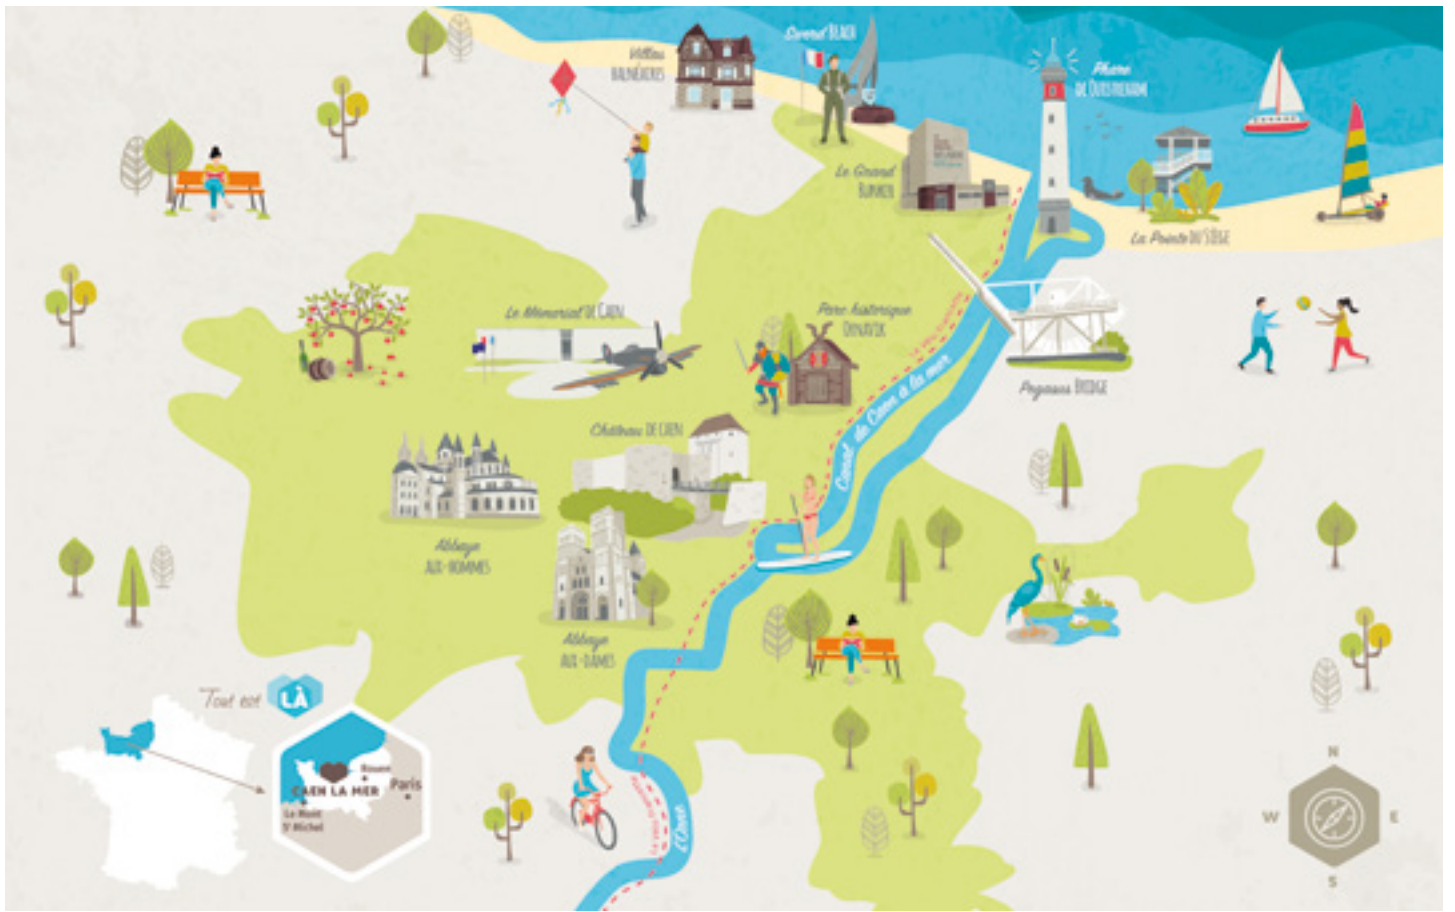 Villas
BALNÉAIRES
Sword BEACH
Phare
DE OUISTREHAM
Le Grand
BUNKER
La Pointe DU SIÈGE
Le Mémorial DE CAEN
Parc historique
ORNAVIK
Pegasus BRIDGE
Canal de Caen à la mer
Château DE CAEN
Abbaye
AUX-HOMMES
Abbaye
AUX-DAMES
Tout est LÀ
Rouen
CAEN LA MER
Paris
Le Mont
St Michel
L'Orne
N
W
E
S